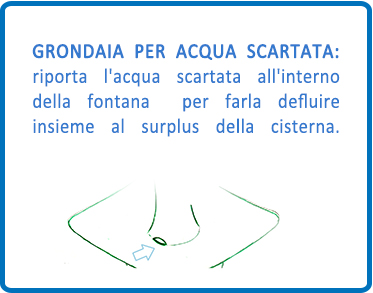 GRONDAIA PER ACQUA SCARTATA:
riporta l'acqua scartata all'interno
della fontana per farla defluire
insieme al surplus della cisterna.